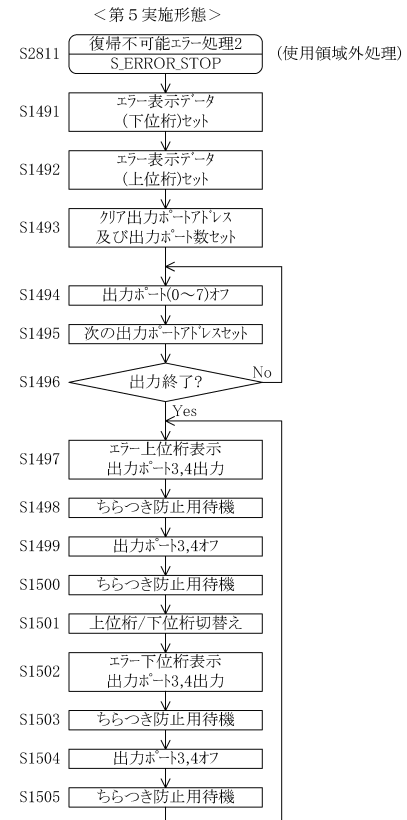 ＜第５実施形態＞
S2811
復帰不可能エラー処理2
S_ERROR_STOP
(使用領域外処理)
S1491
エラー表示データ
(下位桁)セット
S1492
エラー表示データ
(上位桁)セット
S1493
クリア出力ポートアドレス
及び出力ポート数セット
S1494
出力ポート(0～7)オフ
S1495
次の出力ポートアドレスセット
S1496
出力終了?
No
Yes
S1497
エラー上位桁表示
出力ポート3,4出力
S1498
ちらつき防止用待機
S1499
出力ポート3,4オフ
S1500
ちらつき防止用待機
S1501
上位桁/下位桁切替え
S1502
エラー下位桁表示
出力ポート3,4出力
S1503
ちらつき防止用待機
S1504
出力ポート3,4オフ
S1505
ちらつき防止用待機